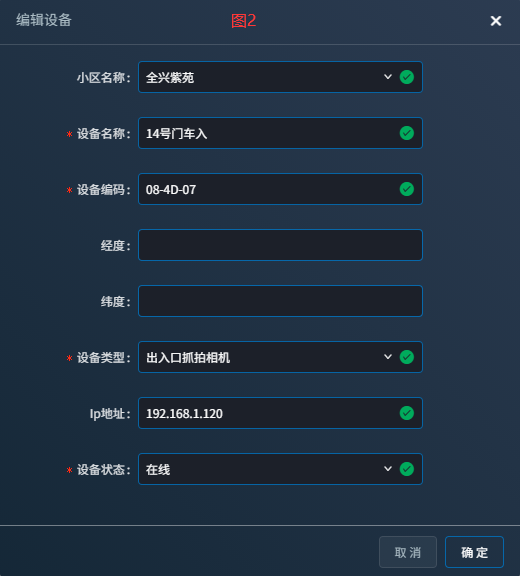 编辑设备 图2
小区名称: 全兴紫苑
* 设备名称: 14号门车入
* 设备编码: 08-4D-07
经度:
纬度:
* 设备类型: 出入口抓拍相机
Ip地址: 192.168.1.120
* 设备状态: 在线
取 消 确 定